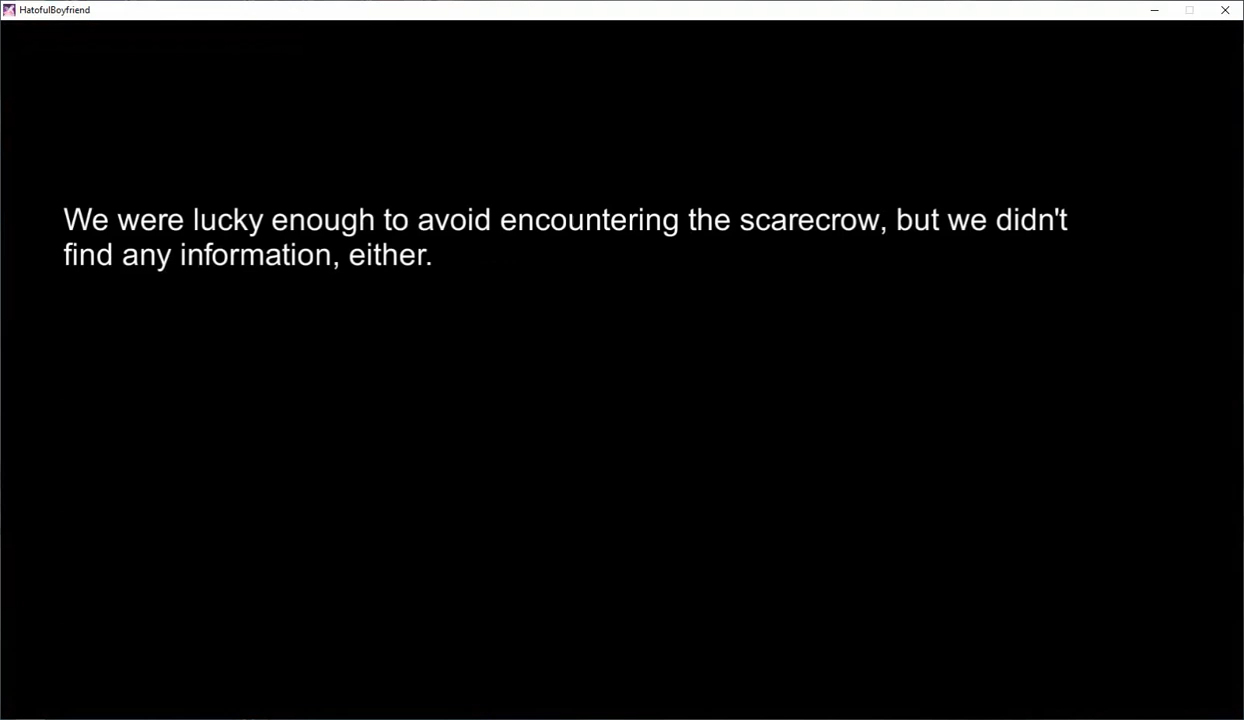 HatofulBoyfriend
We were lucky enough to avoid encountering the scarecrow, but we didn't
find any information, either.